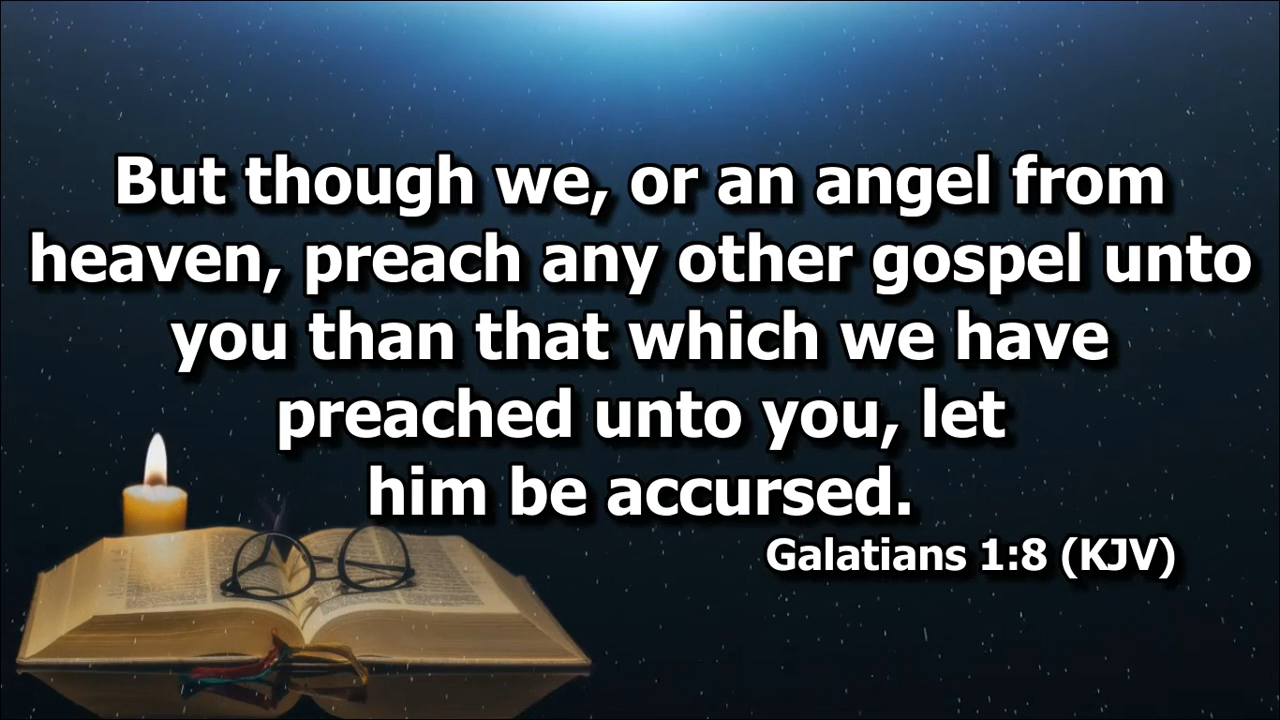 But though we, or an angel from
heaven, preach any other gospel unto
you than that which we have
preached unto you, let
him be accursed.
Galatians 1:8 (KJV)